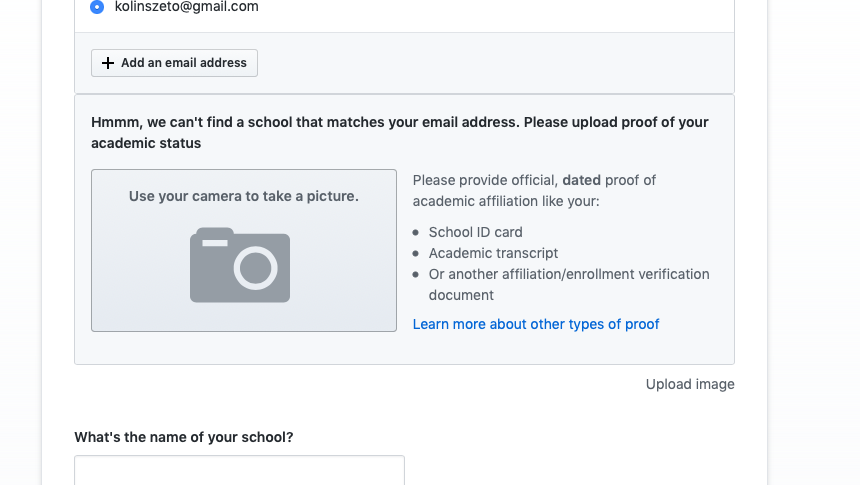 kolinszeto@gmail.com
Add an email address
Hmmm, we can't find a school that matches your email address. Please upload proof of your
academic status
Use your camera to take a picture.
Please provide official, dated proof of
academic affiliation like your:
School ID card
Academic transcript
Or another affiliation/enrollment verification
document
Learn more about other types of proof
Upload image
What's the name of your school?